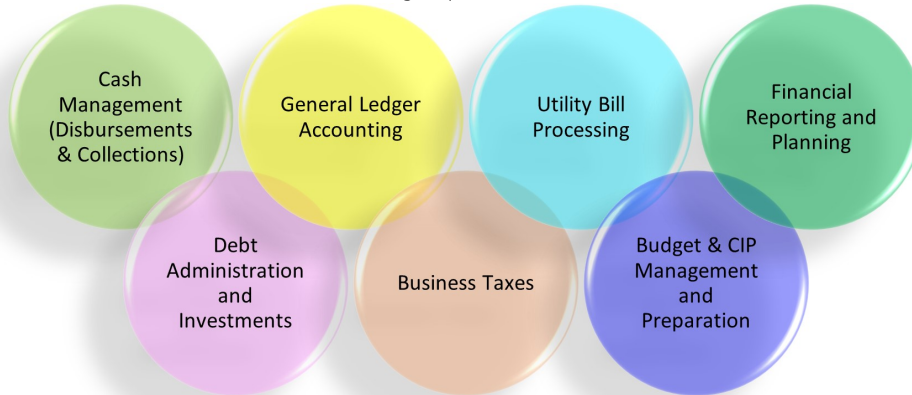 Cash
Management
(Disbursements
& Collections)
General Ledger
Accounting
Utility Bill
Processing
Financial
Reporting and
Planning
Debt
Administration
and
Investments
Business Taxes
Budget & CIP
Management
and
Preparation